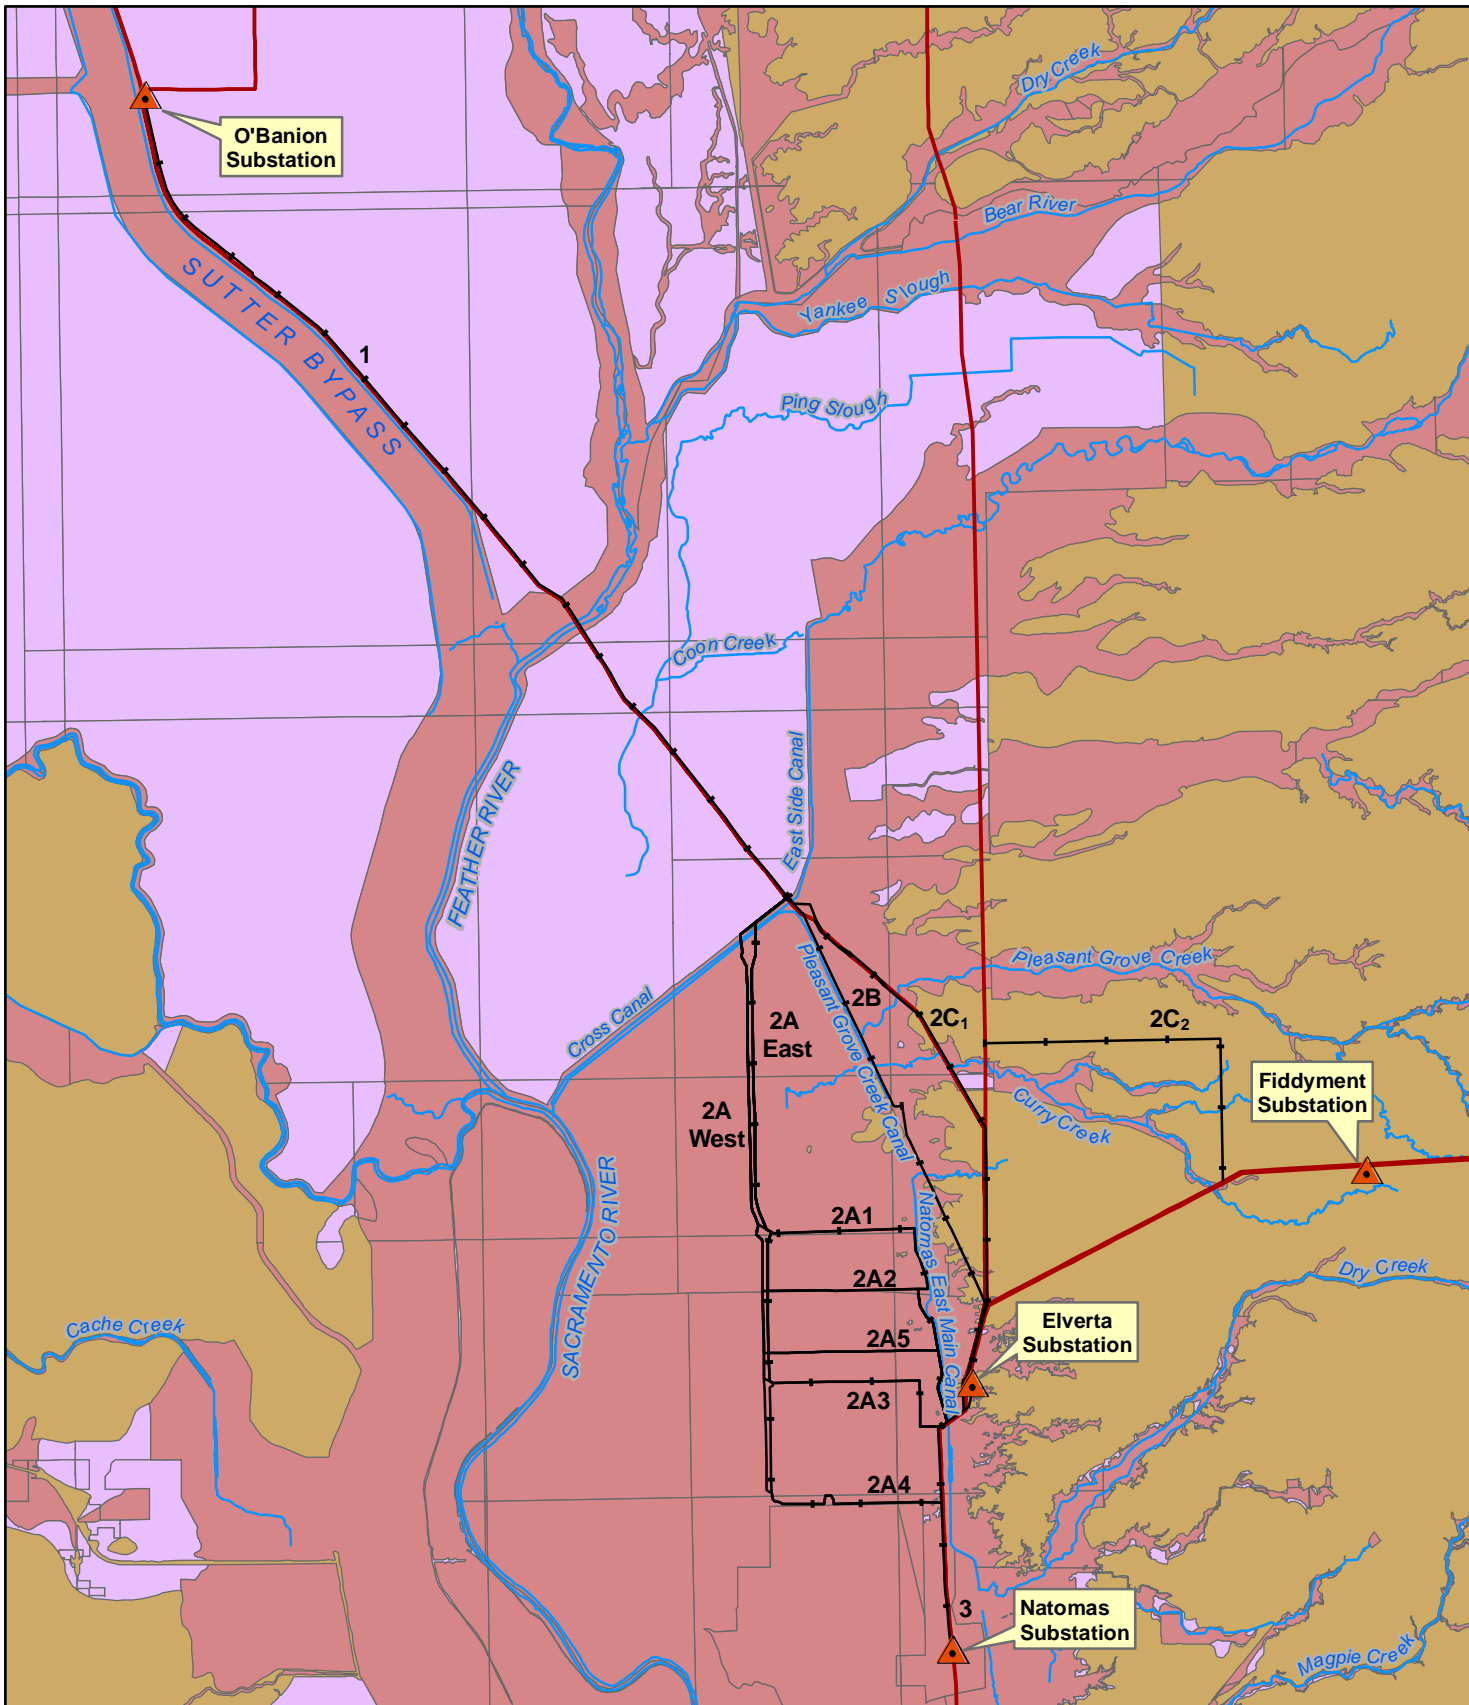 Dry Creek
O'Banion
Substation
Bear River
SUTTER BYPASS
Yankee Slough
1
Ping Slough
Coon Creek
East Side Canal
FEATHER RIVER
Pleasant Grove Creek
Pleasant Grove Creek Canal
2B
Cross Canal
2A
East
2C1
2C2
Fiddyment
Substation
2A
West
Curry Creek
SACRAMENTO RIVER
2A1
Natomas East Main Canal
2A2
Dry Creek
Cache Creek
Elverta
Substation
2A5
2A3
2A4
3
Natomas
Substation
Magpie Creek